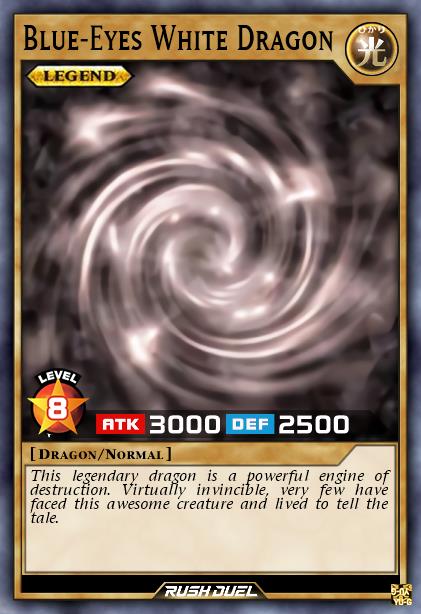 Blue-Eyes White Dragon
ひかり
光
LEGEND
LEVEL
8
ATK 3000 DEF 2500
[Dragon/Normal]
This legendary dragon is a powerful engine of
destruction. Virtually invincible, very few have
faced this awesome creature and lived to tell the
tale.
RUSH DUEL